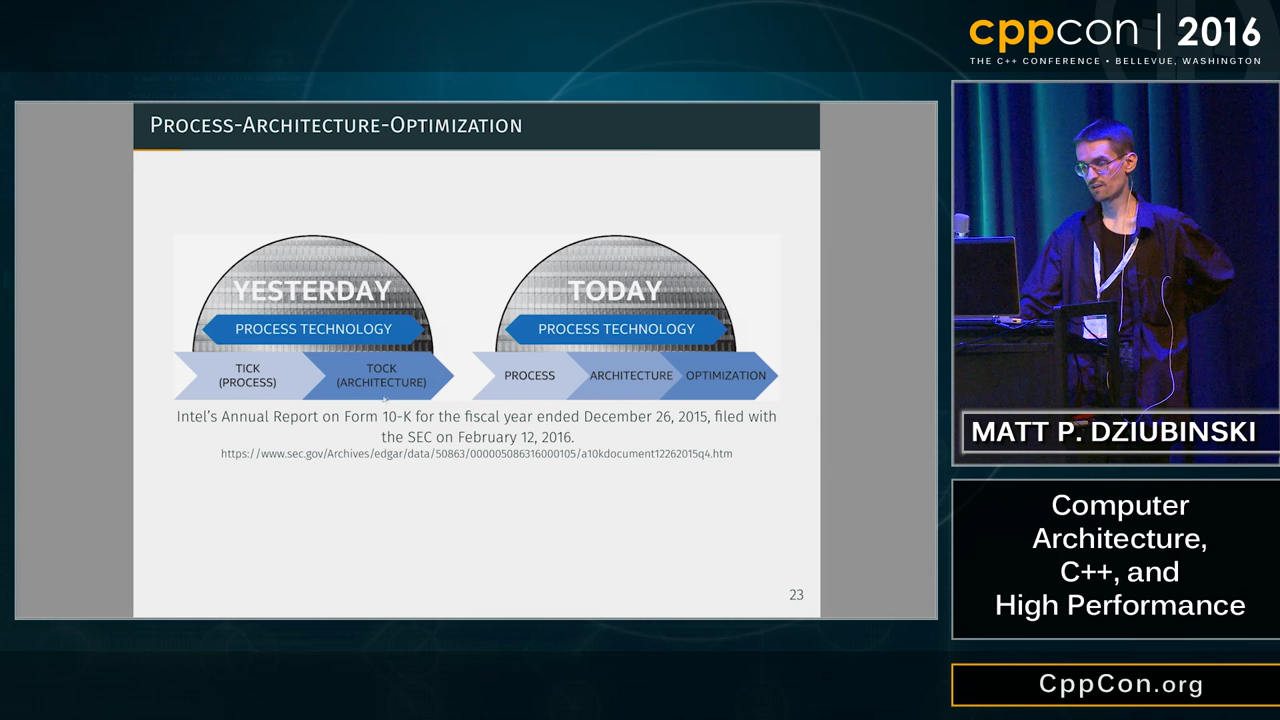 cppcon | 2016
THE C++ CONFERENCE • BELLEVUE, WASHINGTON
PROCESS-ARCHITECTURE-OPTIMIZATION
YESTERDAY
PROCESS TECHNOLOGY
TICK
(PROCESS)
TOCK
(ARCHITECTURE)
TODAY
PROCESS TECHNOLOGY
PROCESS
ARCHITECTURE
OPTIMIZATION
Intel's Annual Report on Form 10-K for the fiscal year ended December 26, 2015, filed with
the SEC on February 12, 2016.
https://www.sec.gov/Archives/edgar/data/50863/000005086316000105/a10kdocument12262015q4.htm
23
MATT P. DZIUBINSKI
Computer
Architecture,
C++, and
High Performance
CppCon.org